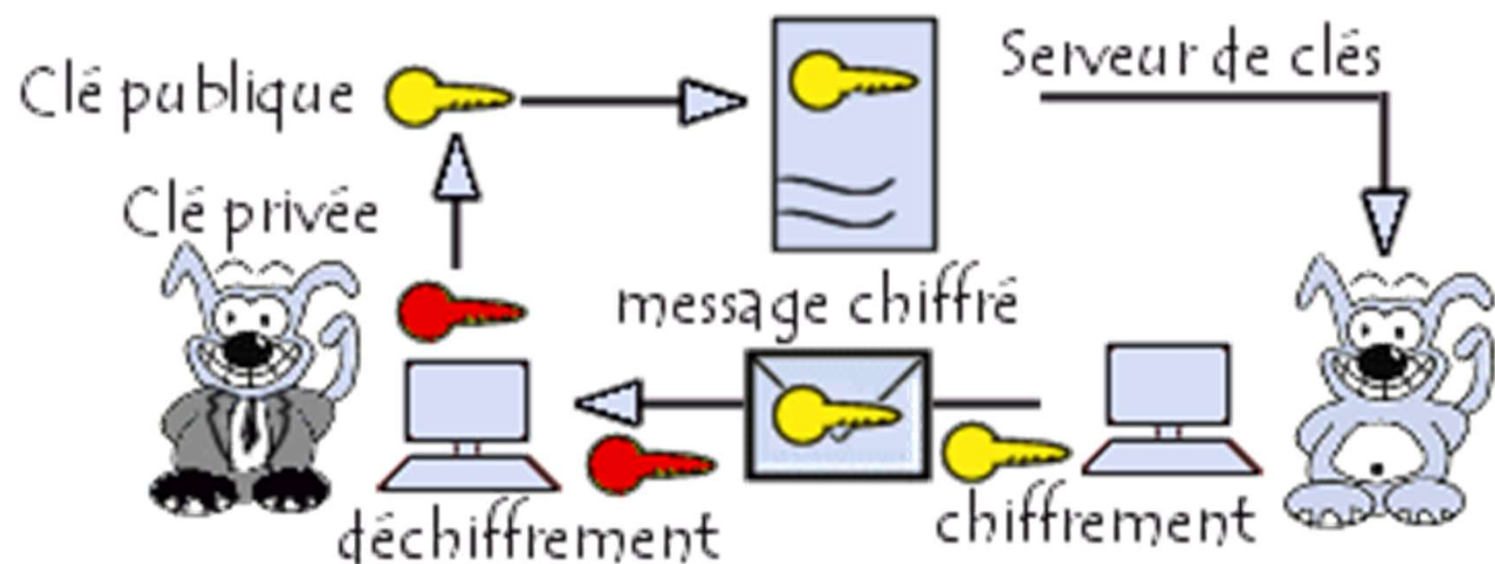 Clé publique
Serveur de clés
Clé privée
message chiffré
déchiffrement
chiffrement